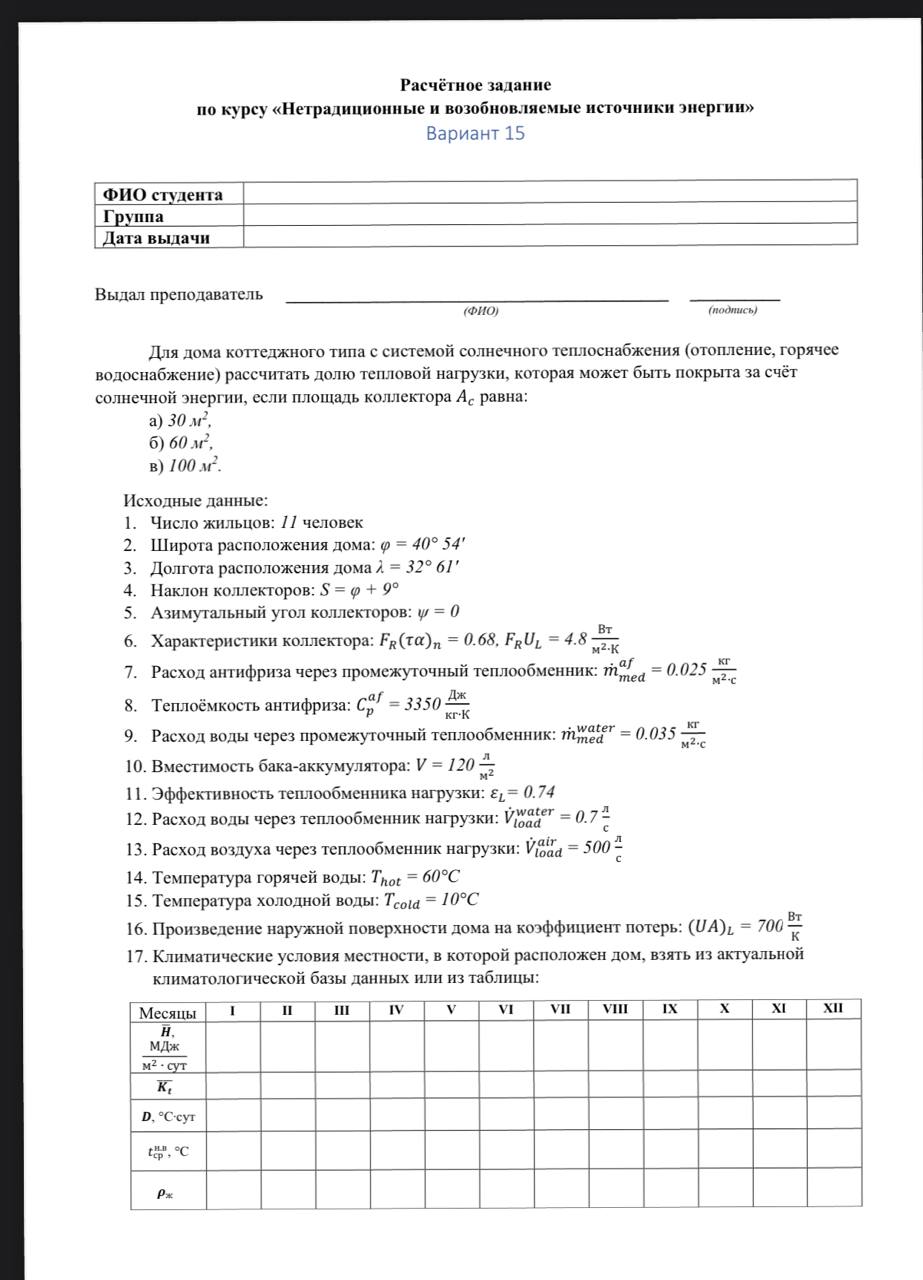 Расчётное задание
по курсу «Нетрадиционные и возобновляемые источники энергии»
Вариант 15
ФИО студента
Группа
Дата выдачи
Выдал преподаватель
(ФИО) (подпись)
Для дома коттеджного типа с системой солнечного теплоснабжения (отопление, горячее
водоснабжение) рассчитать долю тепловой нагрузки, которая может быть покрыта за счёт
солнечной энергии, если площадь коллектора A_c равна:
а) 30 м²,
б) 60 м²,
в) 100 м².
Исходные данные:
1. Число жильцов: 11 человек
2. Широта расположения дома: φ = 40° 54′
3. Долгота расположения дома λ = 32° 61′
4. Наклон коллекторов: S = φ + 9°
5. Азимутальный угол коллекторов: ψ = 0
6. Характеристики коллектора: F_R(τα)_n = 0.68, F_R U_L = 4.8 Вт/(м²·К)
7. Расход антифриза через промежуточный теплообменник: ṁ_med^af = 0.025 кг/(м²·с)
8. Теплоёмкость антифриза: C_p^af = 3350 Дж/(кг·К)
9. Расход воды через промежуточный теплообменник: ṁ_med^water = 0.035 кг/(м²·с)
10. Вместимость бака-аккумулятора: V = 120 л/м²
11. Эффективность теплообменника нагрузки: ε_L = 0.74
12. Расход воды через теплообменник нагрузки: V̇_load^water = 0.7 л/с
13. Расход воздуха через теплообменник нагрузки: V̇_load^air = 500 л/с
14. Температура горячей воды: T_hot = 60°C
15. Температура холодной воды: T_cold = 10°C
16. Произведение наружной поверхности дома на коэффициент потерь: (UA)_L = 700 Вт/К
17. Климатические условия местности, в которой расположен дом, взять из актуальной
климатологической базы данных или из таблицы:
Месяцы I II III IV V VI VII VIII IX X XI XII
H̅,
МДж
м² · сут
K̅_t
D, °C·сут
t_ср^н.в, °C
ρ_ж